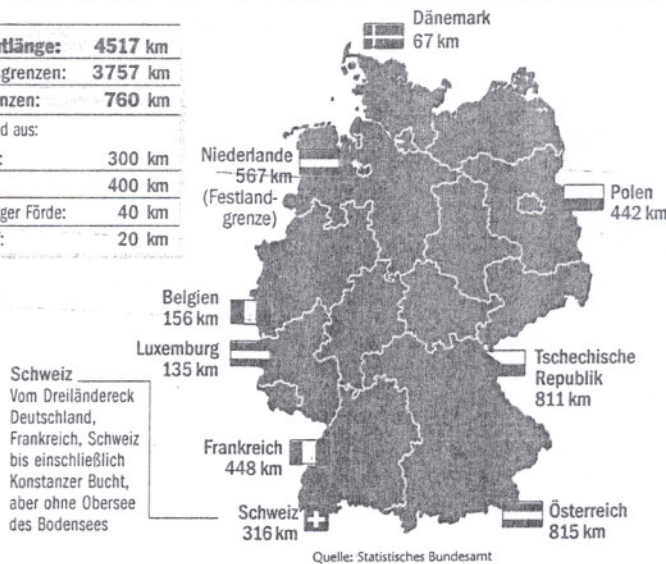 tlänge: 4517 km
grenzen: 3757 km
nzen: 760 km
d aus:
: 300 km
400 km
ger Förde: 40 km
: 20 km
Dänemark
67 km
Niederlande
567 km
(Festland-
grenze)
Polen
442 km
Belgien
156 km
Luxemburg
135 km
Tschechische
Republik
811 km
Schweiz
Vom Dreiländereck
Deutschland,
Frankreich, Schweiz
bis einschließlich
Konstanzer Bucht,
aber ohne Obersee
des Bodensees
Frankreich
448 km
Schweiz
316 km
Österreich
815 km
Quelle: Statistisches Bundesamt